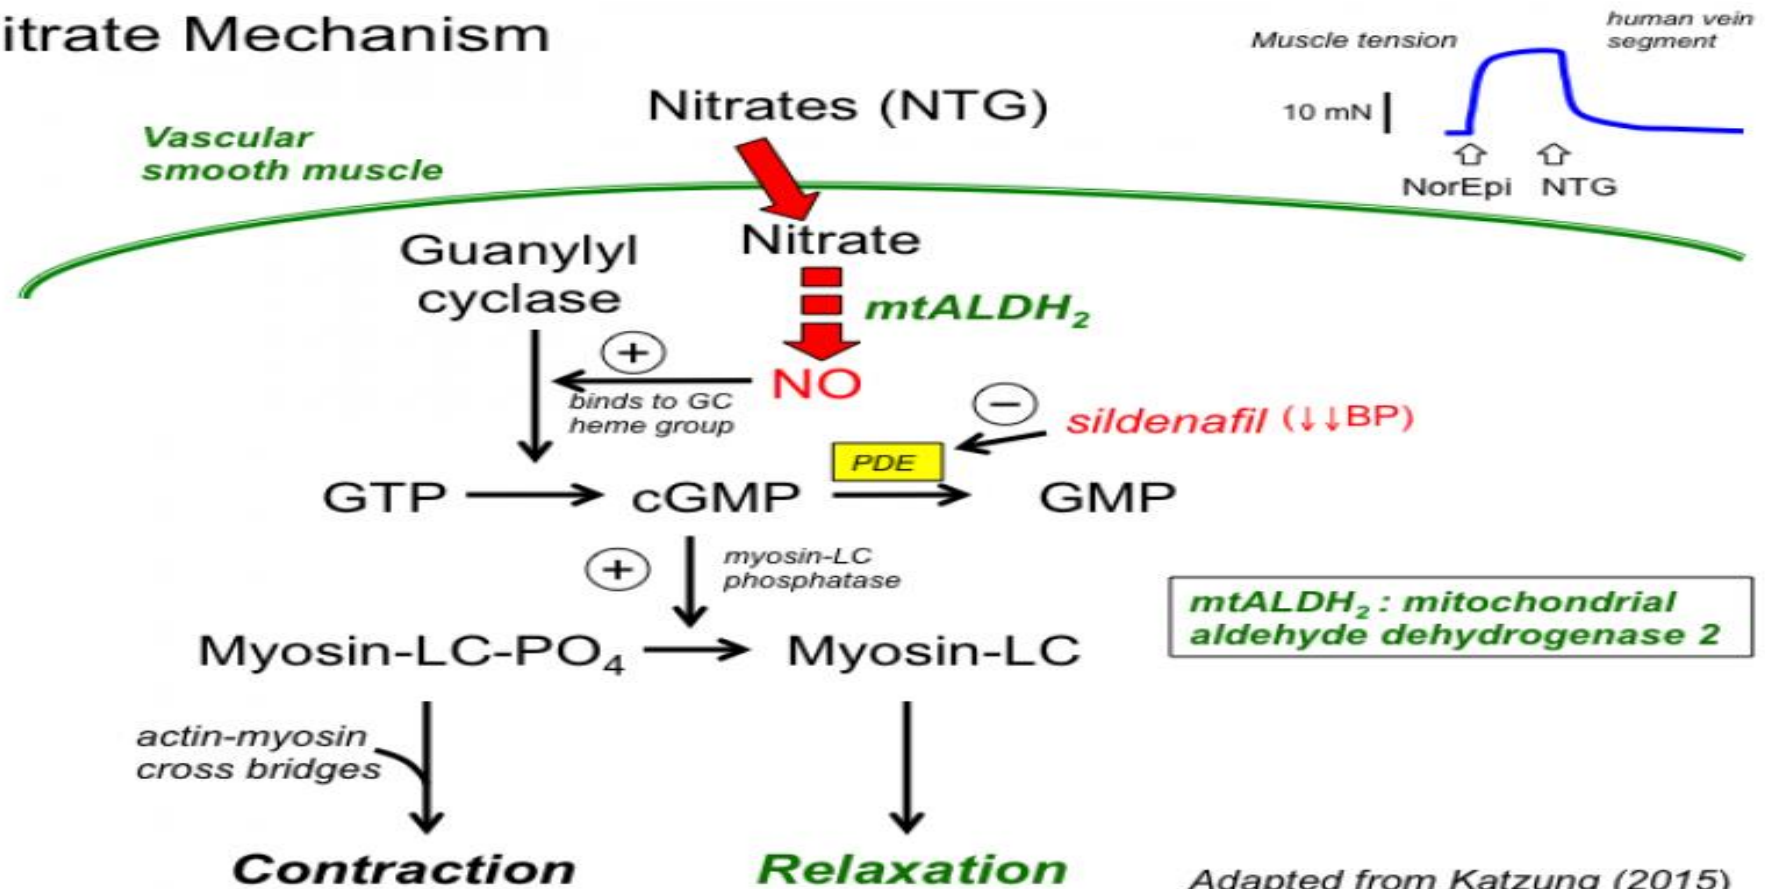 itrate Mechanism
human vein
segment
Muscle tension
10 mN
NorEpi NTG
Nitrates (NTG)
Vascular
smooth muscle
Nitrate
Guanylyl
cyclase
mtALDH₂
+
NO
binds to GC
heme group
−
sildenafil (↓↓BP)
PDE
GTP cGMP GMP
+
myosin-LC
phosphatase
mtALDH₂ : mitochondrial
aldehyde dehydrogenase 2
Myosin-LC-PO₄ Myosin-LC
actin-myosin
cross bridges
Contraction Relaxation
Adapted from Katzung (2015)